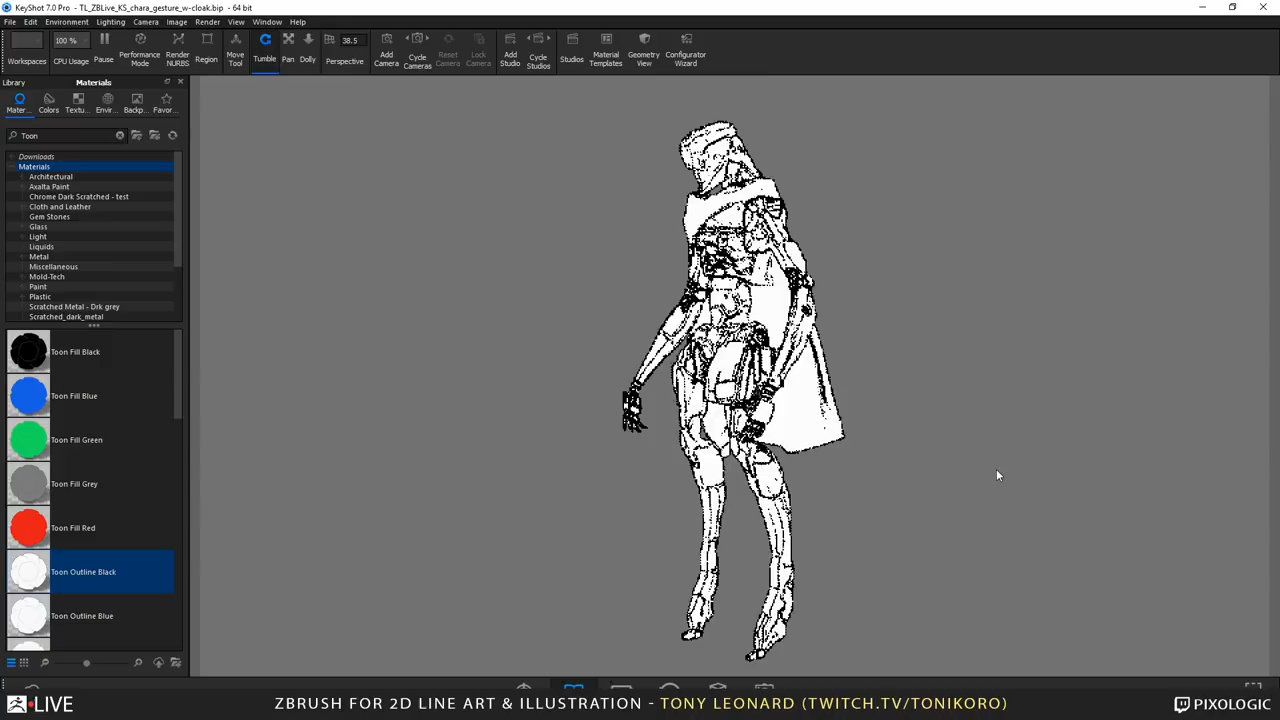 KeyShot 7.0 Pro - TL_ZBLive_KS_chara_gesture_w-cloak.bip - 64 bit
File Edit Environment Lighting Camera Image Render View Window Help
100 % 38.5
Workspaces CPU Usage Pause Performance Mode Render NURBS Region Move Tool Tumble Pan Dolly Perspective Add Camera Cycle Cameras Reset Camera Lock Camera Add Studio Cycle Studios Studios Material Templates Geometry View Configurator Wizard
Library Materials
Mater... Colors Textu... Envir... Backp... Favor...
Toon
Downloads
Materials
Architectural
Axalta Paint
Chrome Dark Scratched - test
Cloth and Leather
Gem Stones
Glass
Light
Liquids
Metal
Miscellaneous
Mold-Tech
Paint
Plastic
Scratched Metal - Drk grey
Scratched_dark_metal
Toon Fill Black
Toon Fill Blue
Toon Fill Green
Toon Fill Grey
Toon Fill Red
Toon Outline Black
Toon Outline Blue
LIVE ZBRUSH FOR 2D LINE ART & ILLUSTRATION - TONY LEONARD (TWITCH.TV/TONIKORO) PIXOLOGIC